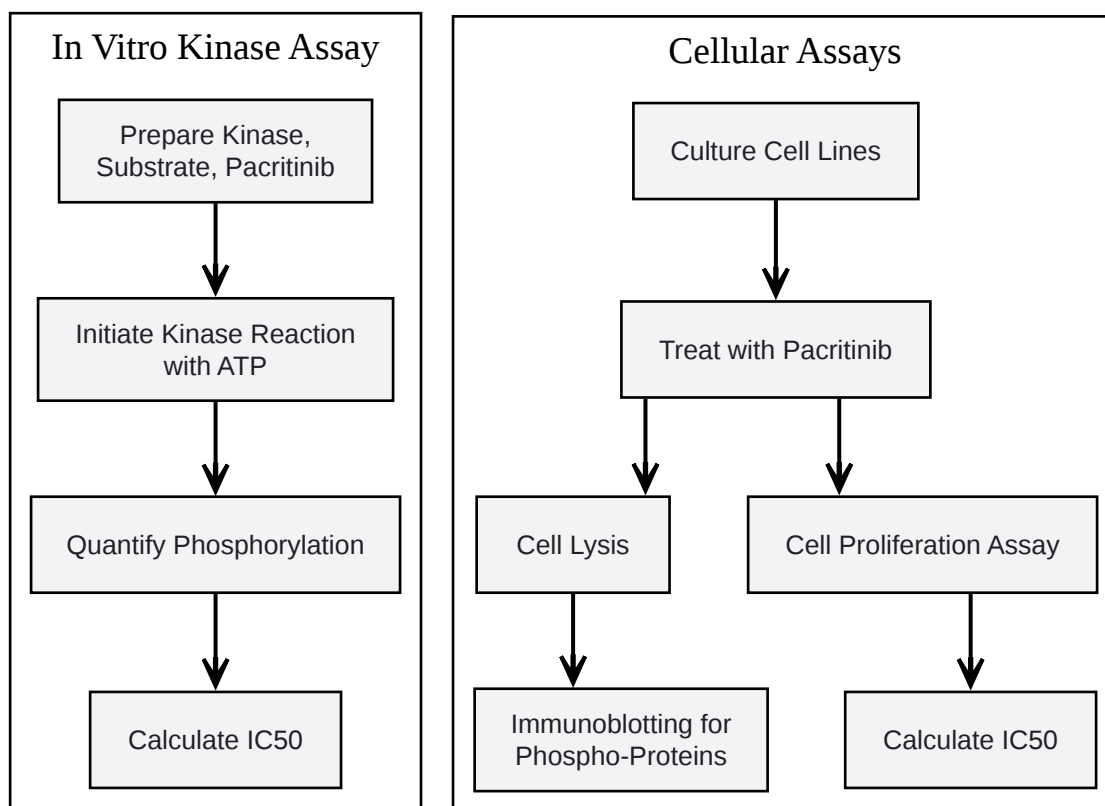 In Vitro Kinase Assay
Prepare Kinase,
Substrate, Pacritinib
Initiate Kinase Reaction
with ATP
Quantify Phosphorylation
Calculate IC50
Cellular Assays
Culture Cell Lines
Treat with Pacritinib
Cell Lysis
Cell Proliferation Assay
Immunoblotting for
Phospho-Proteins
Calculate IC50